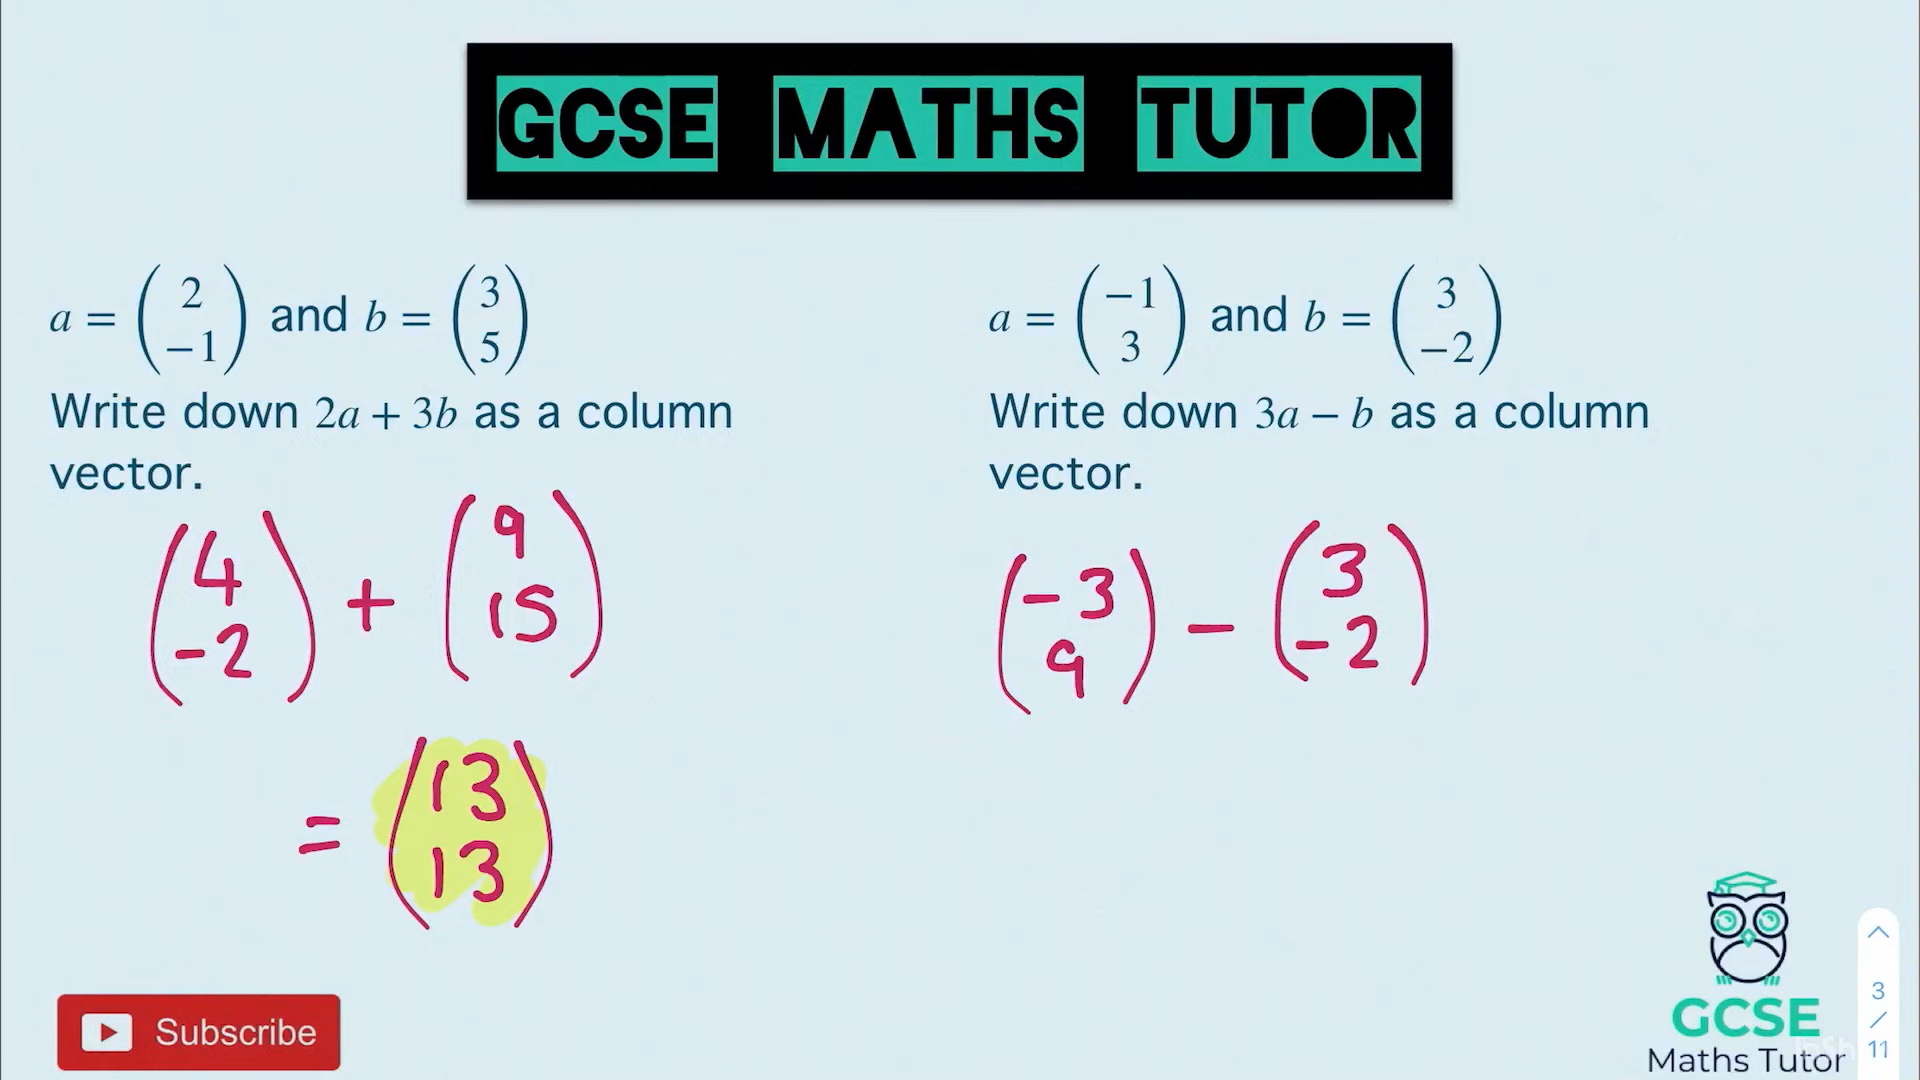 GCSE MATHS TUTOR
a = (2 −1) and b = (3 5)
Write down 2a + 3b as a column
vector.
(4 -2) + (9 15)
= (13 13)
a = (−1 3) and b = (3 −2)
Write down 3a − b as a column
vector.
(-3 9) - (3 -2)
Subscribe
GCSE
Maths Tutor
3
/
11